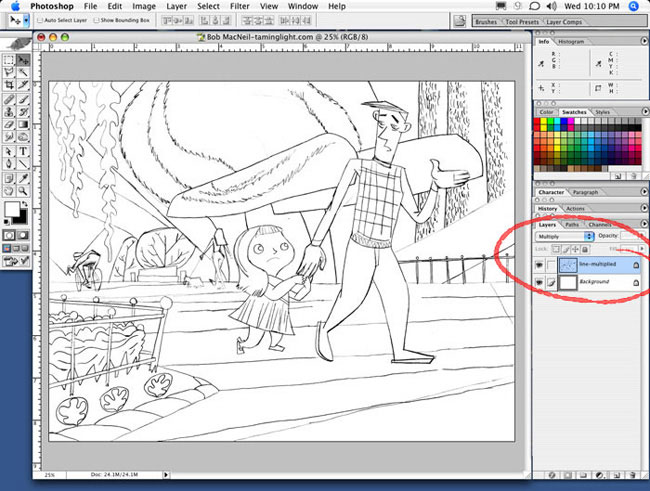 Photoshop File Edit Image Layer Select Filter View Window Help Wed 10:10 PM
Auto Select Layer Show Bounding Box Brushes Tool Presets Layer Comps
Bob MacNeil-taminglight.com @ 25% (RGB/8)
Info Histogram
R : C :
G : M :
B : Y :
K :
X : W :
Y : H :
Color Swatches Styles
Character Paragraph
History Actions
Layers Paths Channels
Multiply Opacity
Lock:
line-multiplied
Background
25% Doc: 24.1M/24.1M